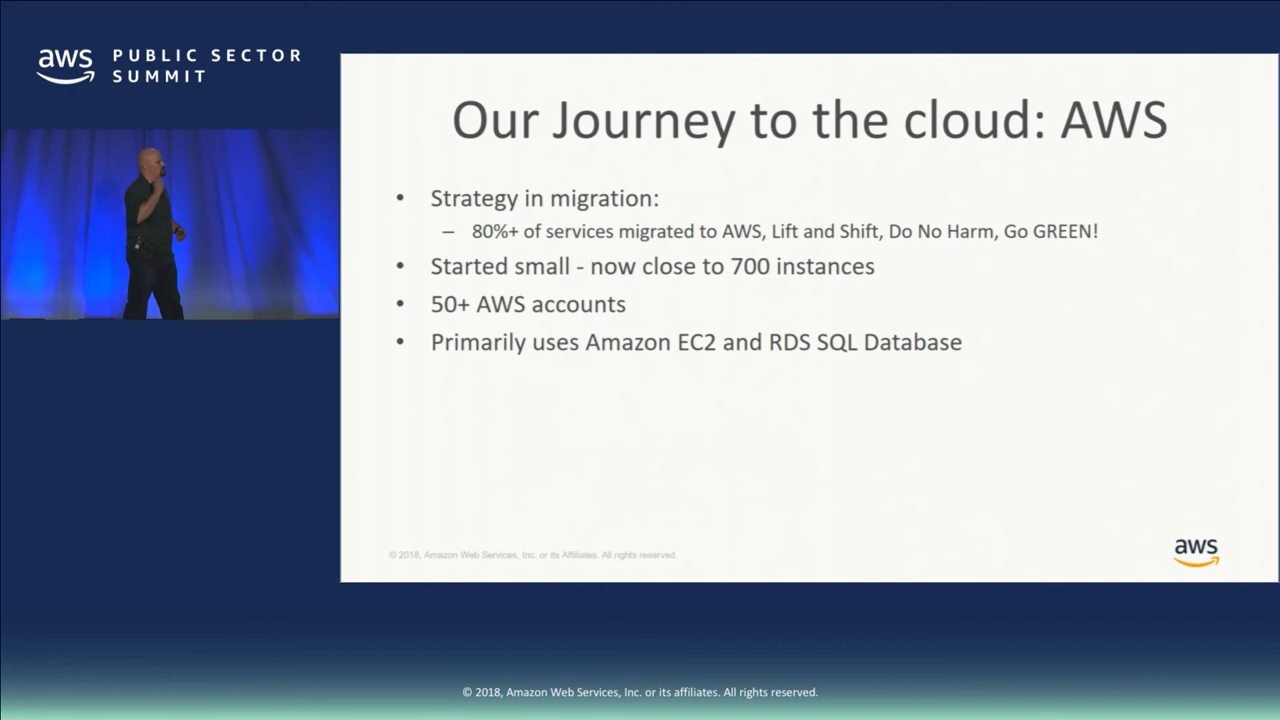 aws PUBLIC SECTOR
SUMMIT
Our Journey to the cloud: AWS
• Strategy in migration:
– 80%+ of services migrated to AWS, Lift and Shift, Do No Harm, Go GREEN!
• Started small - now close to 700 instances
• 50+ AWS accounts
• Primarily uses Amazon EC2 and RDS SQL Database
© 2018, Amazon Web Services, Inc. or its Affiliates. All rights reserved.
aws
© 2018, Amazon Web Services, Inc. or its affiliates. All rights reserved.